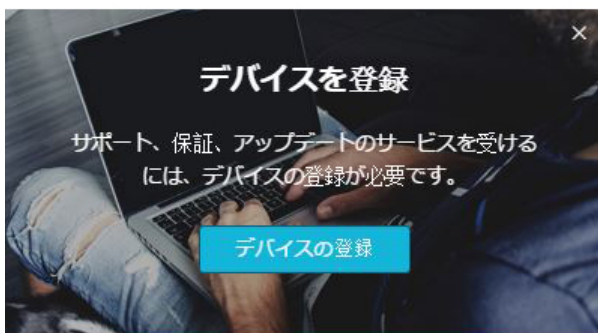 デバイスを登録
サポート、保証、アップデートのサービスを受ける
には、デバイスの登録が必要です。
デバイスの登録